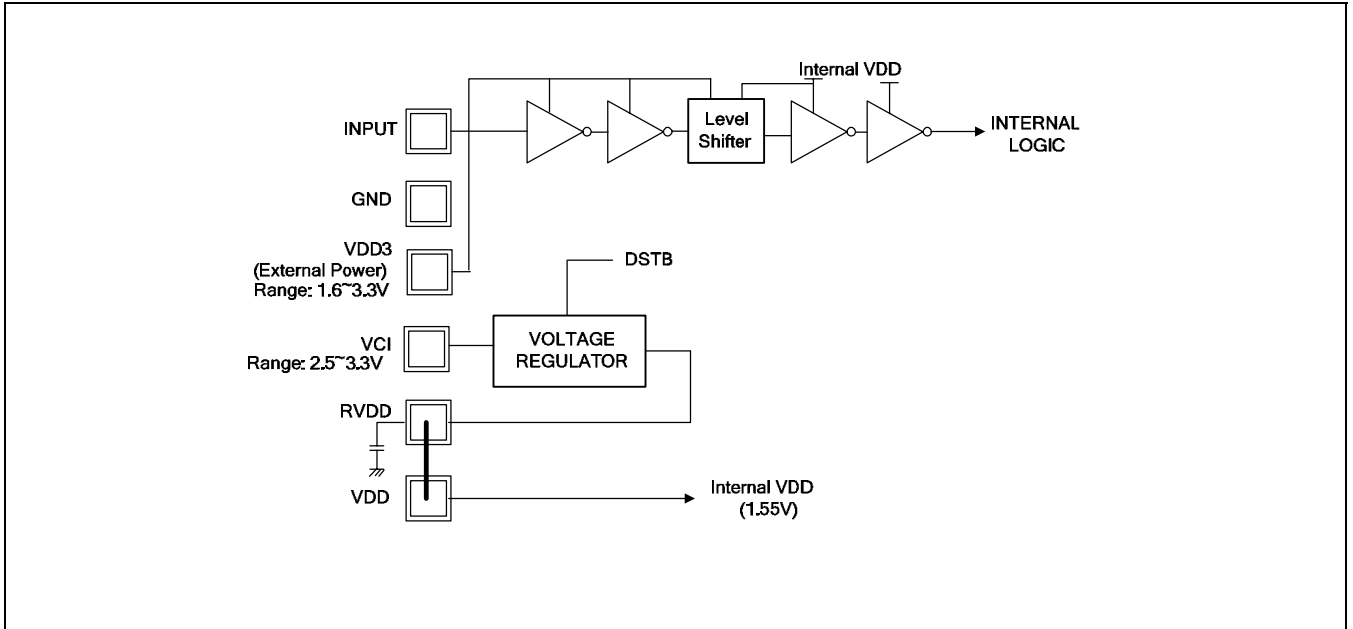 Internal VDD
INPUT
Level
Shifter
INTERNAL
LOGIC
GND
VDD3
(External Power)
Range: 1.6~3.3V
DSTB
VCI
Range: 2.5~3.3V
VOLTAGE
REGULATOR
RVDD
VDD
Internal VDD
(1.55V)